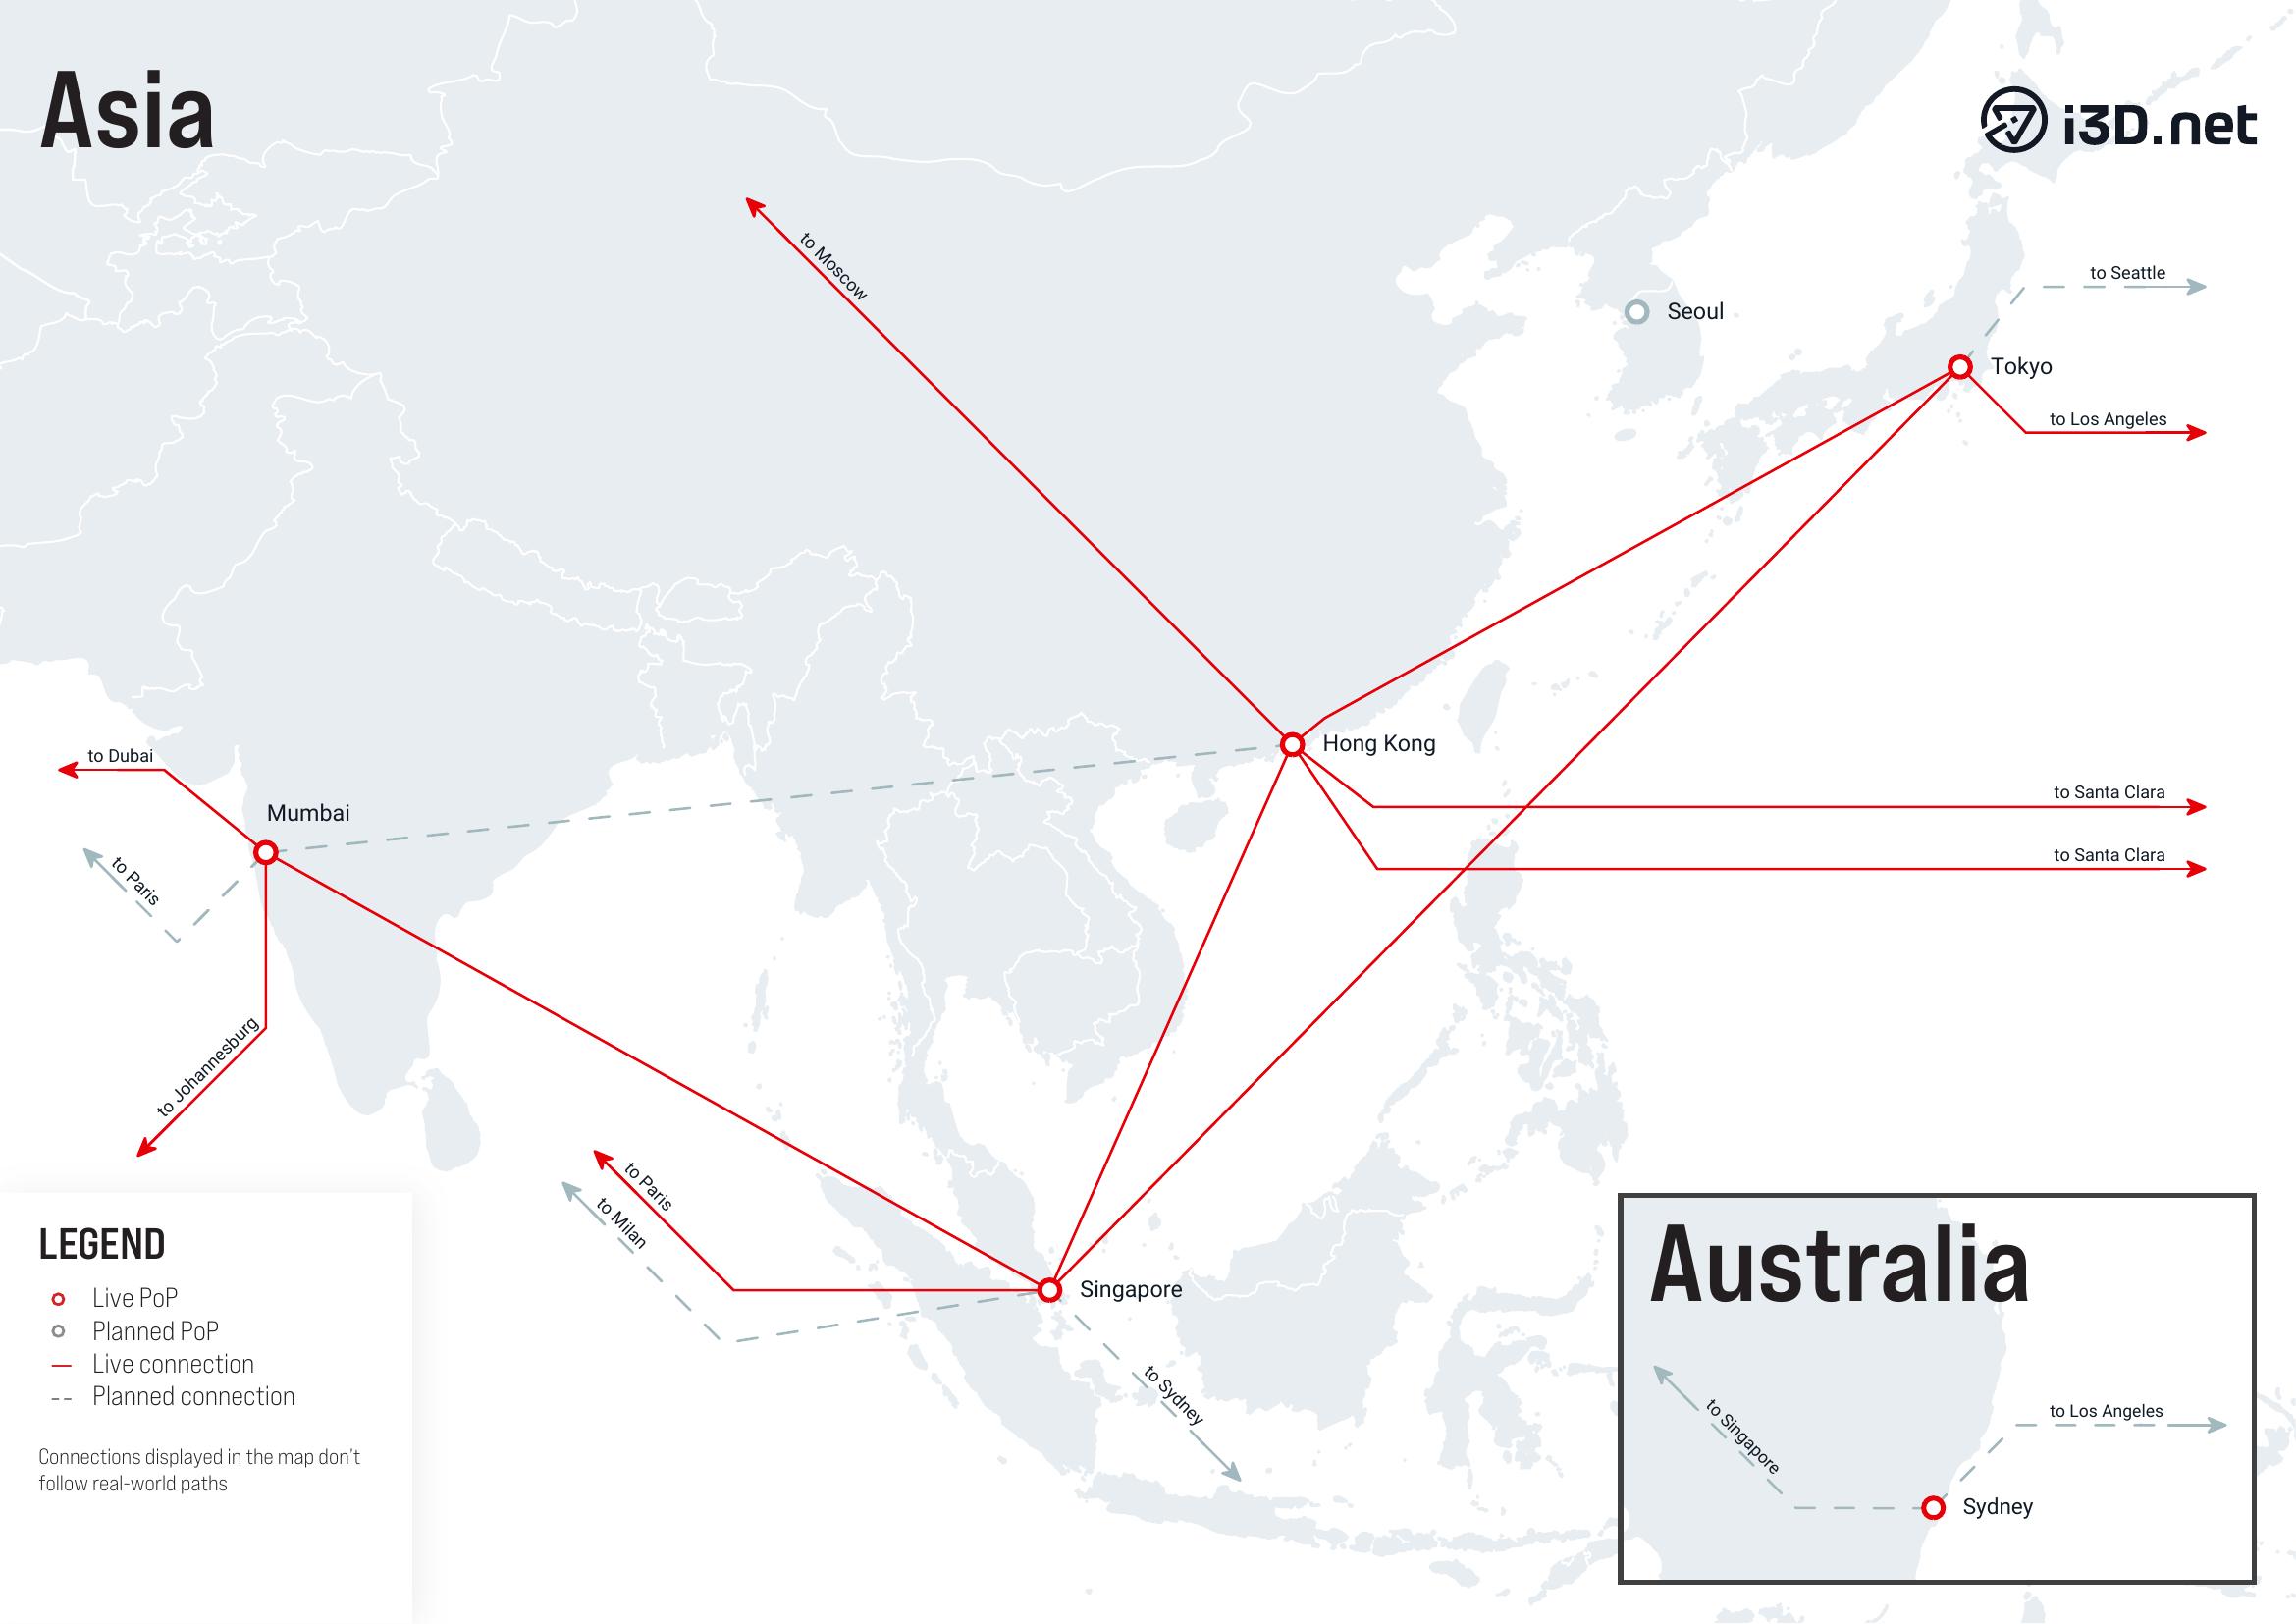 Asia
i3D.net
to Moscow
to Seattle
Seoul
Tokyo
to Los Angeles
Hong Kong
to Dubai
to Santa Clara
Mumbai
to Santa Clara
to Paris
to Johannesburg
to Paris
to Milan
Singapore
to Sydney
LEGEND
Live PoP
Planned PoP
Live connection
Planned connection
Connections displayed in the map don't
follow real-world paths
Australia
to Singapore
to Los Angeles
Sydney